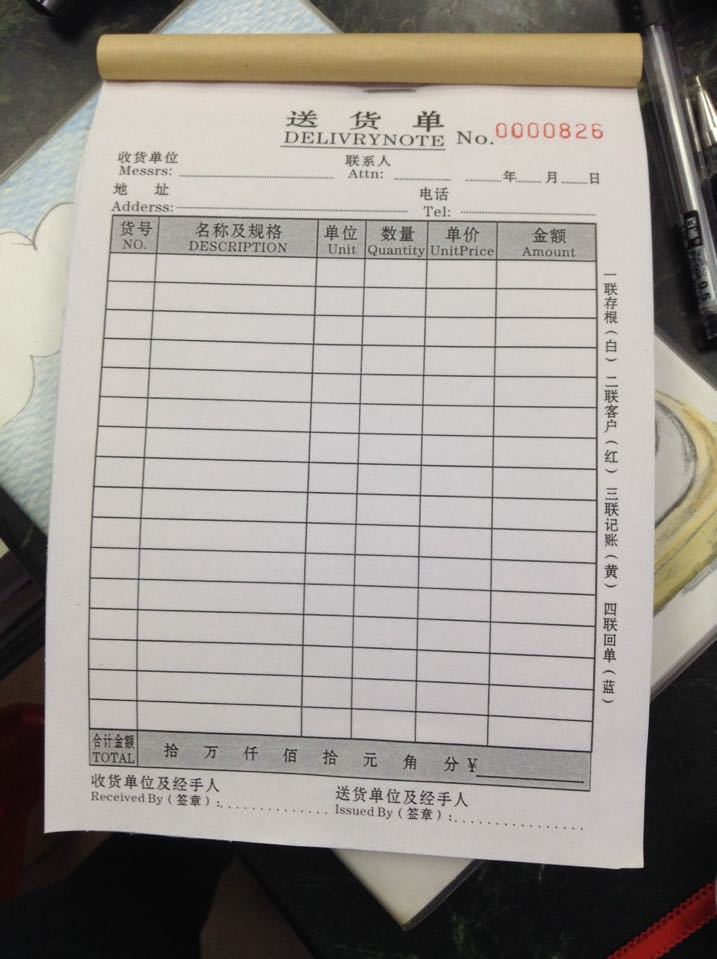 送货单
DELIVRYNOTE No. 0000826
收货单位 联系人
Messrs: Attn: 年 月 日
地 址 电话
Adderss: Tel:
货号 名称及规格 单位 数量 单价 金额
NO. DESCRIPTION Unit Quantity UnitPrice Amount
一联存根（白） 二联客户（红） 三联记账（黄） 四联回单（蓝）
合计金额
TOTAL 拾 万 仟 佰 拾 元 角 分 ¥
收货单位及经手人 送货单位及经手人
Received By（签章）: Issued By（签章）:
0.5